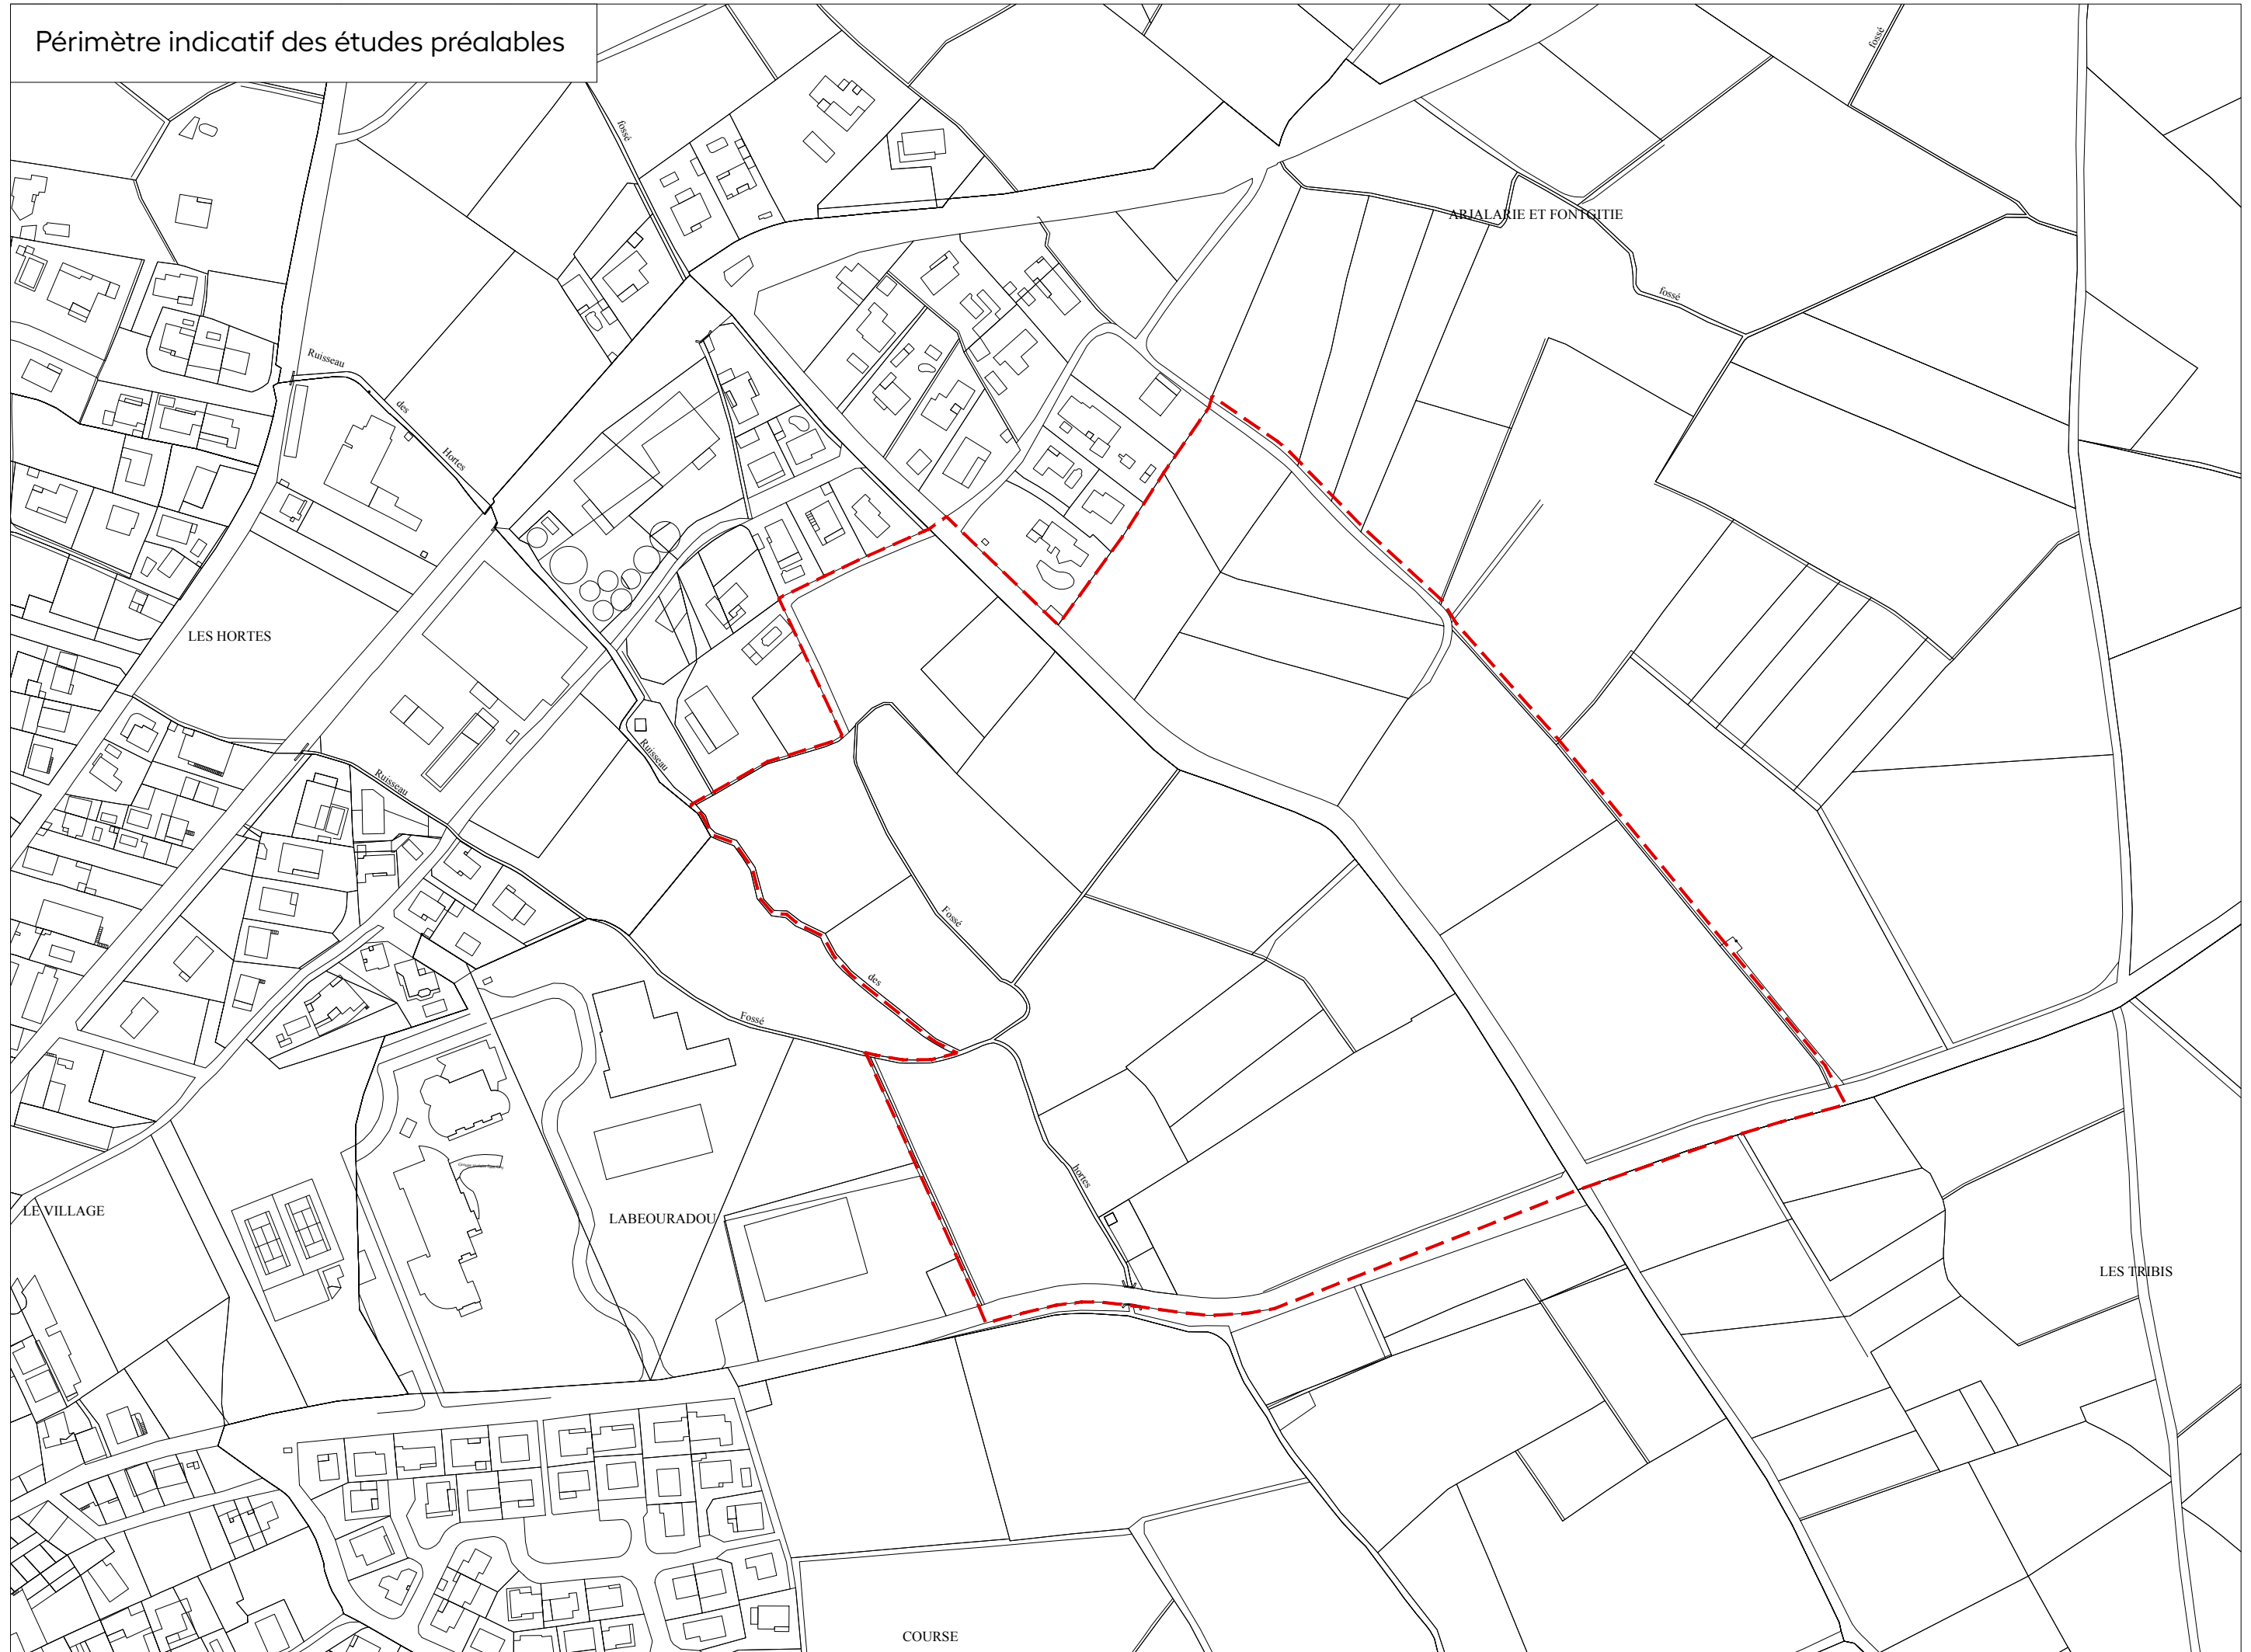 Périmètre indicatif des études préalables
fossé
fossé
ARJALARIE ET FONTGITIE
fossé
Ruisseau
des
Hortes
LES HORTES
Ruisseau
Ruisseau
Fossé
des
Fossé
hortes
LE VILLAGE
LABEOURADOU
LES TRIBIS
COURSE